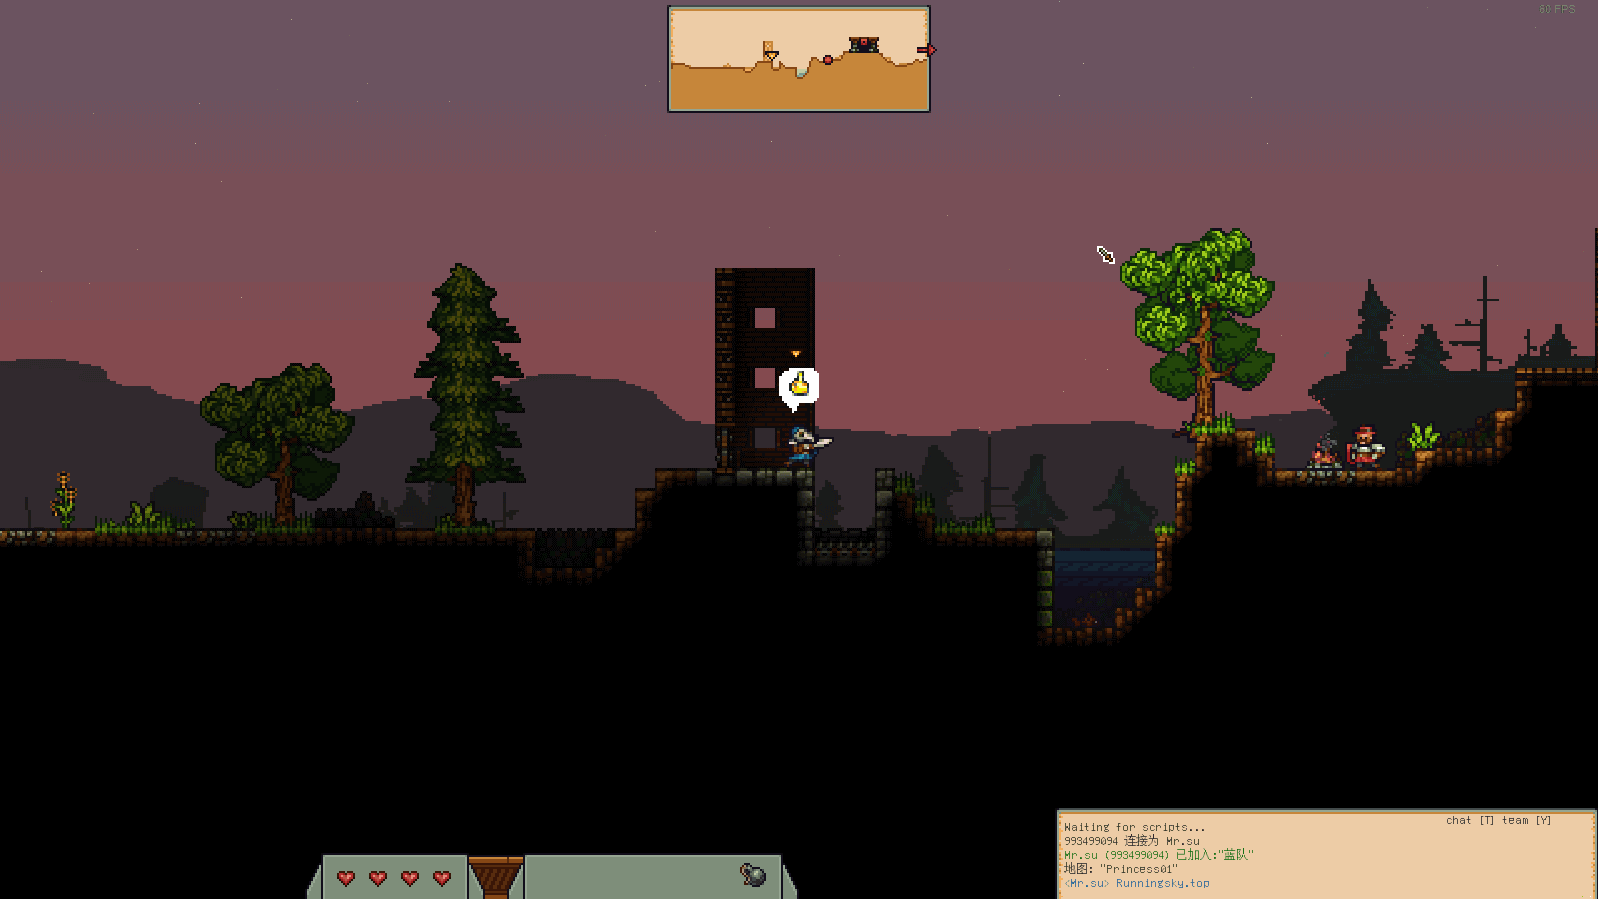 60 FPS
chat [T] team [Y]
Waiting for scripts...
993499094 连接为 Mr.su
Mr.su (993499094) 已加入:"蓝队"
地图: "Princess01"
<Mr.su> Runningsky.top